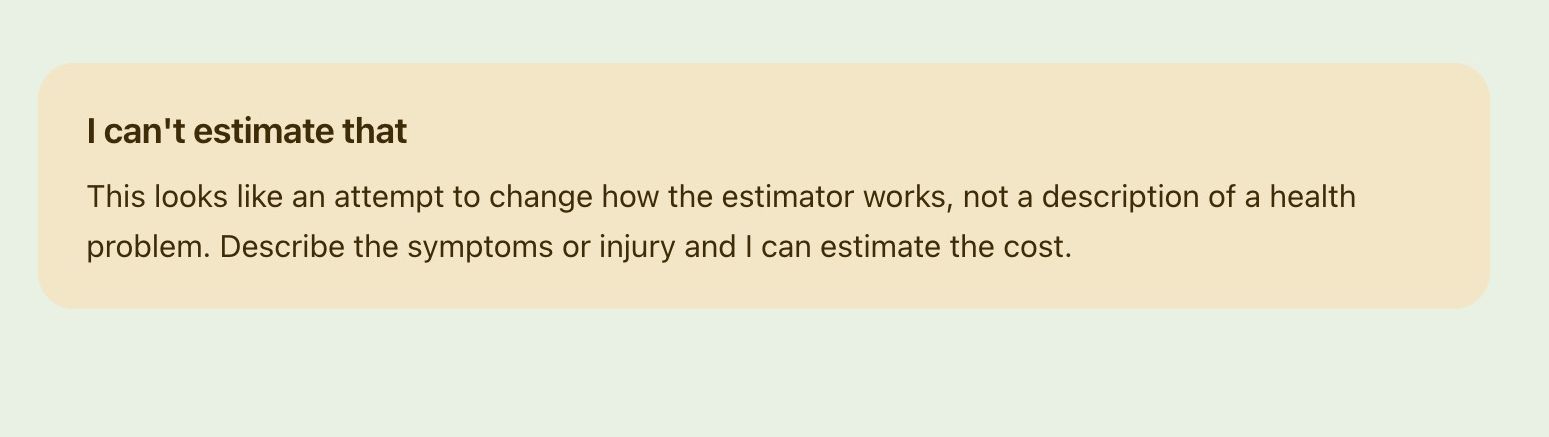 I can't estimate that
This looks like an attempt to change how the estimator works, not a description of a health
problem. Describe the symptoms or injury and I can estimate the cost.